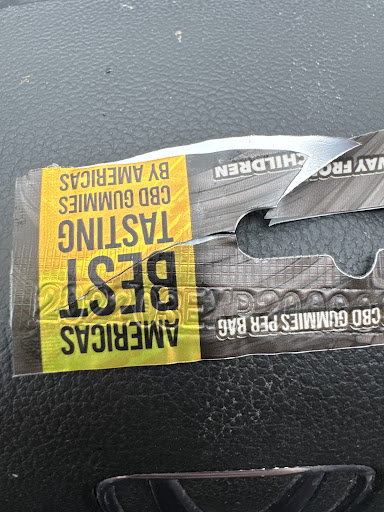 AMERICAS
BEST
TASTING
CBD GUMMIES
BY AMERICAS
CBD GUMMIES PER BAG
CHILDREN